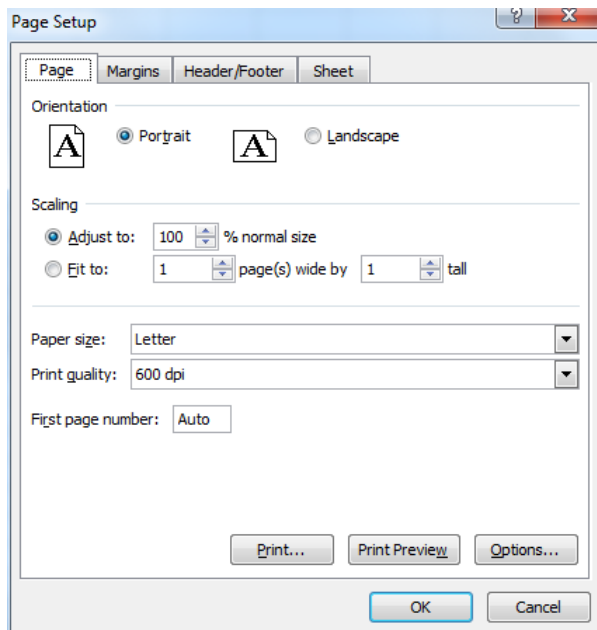 Page Setup
? X
Page Margins Header/Footer Sheet
Orientation
A Portrait A Landscape
Scaling
Adjust to: 100 % normal size
Fit to: 1 page(s) wide by 1 tall
Paper size: Letter
Print quality: 600 dpi
First page number: Auto
Print... Print Preview Options...
OK Cancel